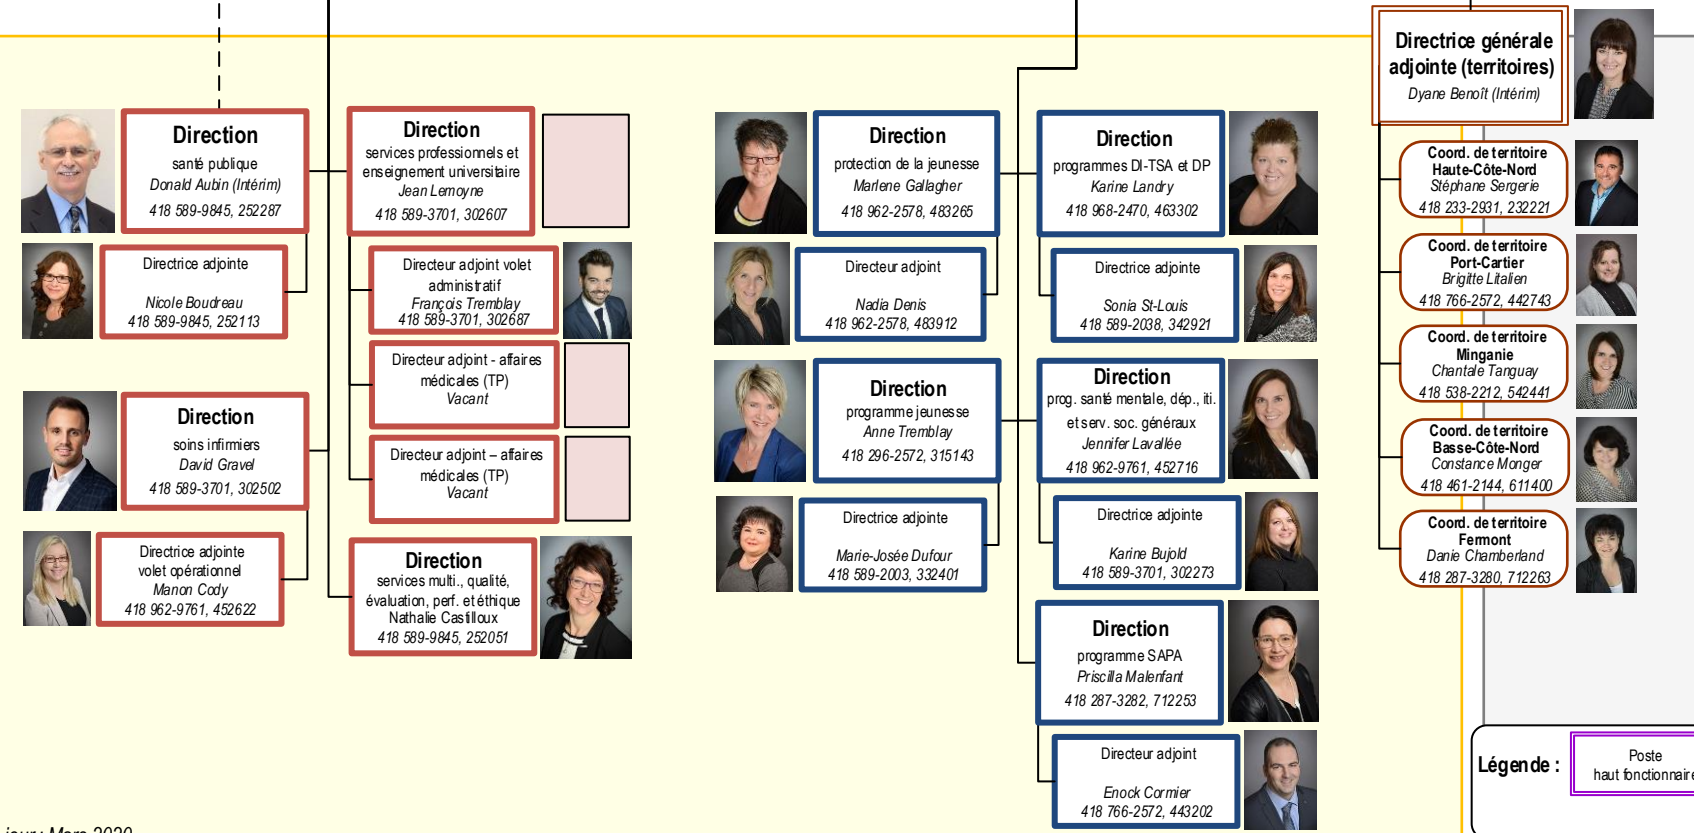 Direction
santé publique
Donald Aubin (Intérim)
418 589-9845, 252287
Directrice adjointe
Nicole Boudreau
418 589-9845, 252113
Direction
soins infirmiers
David Gravel
418 589-3701, 302502
Directrice adjointe
volet opérationnel
Manon Cody
418 962-9761, 452622
Direction
services professionnels et
enseignement universitaire
Jean Lemoyne
418 589-3701, 302607
Directeur adjoint volet
administratif
François Tremblay
418 589-3701, 302687
Directeur adjoint - affaires
médicales (TP)
Vacant
Directeur adjoint – affaires
médicales (TP)
Vacant
Direction
services multi., qualité,
évaluation, perf. et éthique
Nathalie Castilloux
418 589-9845, 252051
Direction
protection de la jeunesse
Marlene Gallagher
418 962-2578, 483265
Directeur adjoint
Nadia Denis
418 962-2578, 483912
Direction
programme jeunesse
Anne Tremblay
418 296-2572, 315143
Directrice adjointe
Marie-Josée Dufour
418 589-2003, 332401
Direction
programmes DI-TSA et DP
Karine Landry
418 968-2470, 463302
Directrice adjointe
Sonia St-Louis
418 589-2038, 342921
Direction
prog. santé mentale, dép., iti.
et serv. soc. généraux
Jennifer Lavallée
418 962-9761, 452716
Directrice adjointe
Karine Bujold
418 589-3701, 302273
Direction
programme SAPA
Priscilla Malenfant
418 287-3282, 712253
Directeur adjoint
Enock Cormier
418 766-2572, 443202
Directrice générale
adjointe (territoires)
Dyane Benoît (Intérim)
Coord. de territoire
Haute-Côte-Nord
Stéphane Sergerie
418 233-2931, 232221
Coord. de territoire
Port-Cartier
Brigitte Litalien
418 766-2572, 442743
Coord. de territoire
Minganie
Chantale Tanguay
418 538-2212, 542441
Coord. de territoire
Basse-Côte-Nord
Constance Monger
418 461-2144, 611400
Coord. de territoire
Fermont
Danie Chamberland
418 287-3280, 712263
Légende :
Poste
haut fonctionnaire
jour : Mars 2020